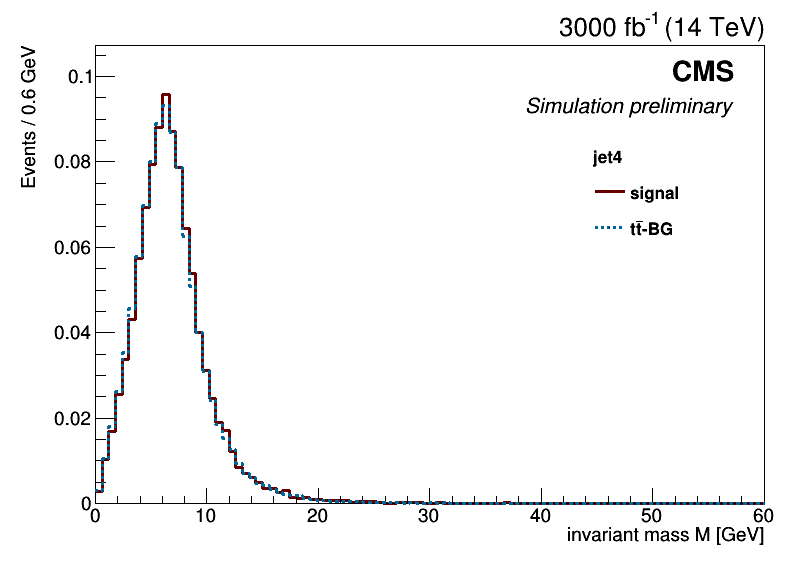 3000 fb⁻¹ (14 TeV)
Events / 0.6 GeV
CMS
Simulation preliminary
jet4
signal
tt̄-BG
0.1
0.08
0.06
0.04
0.02
0
0 10 20 30 40 50 60
invariant mass M [GeV]